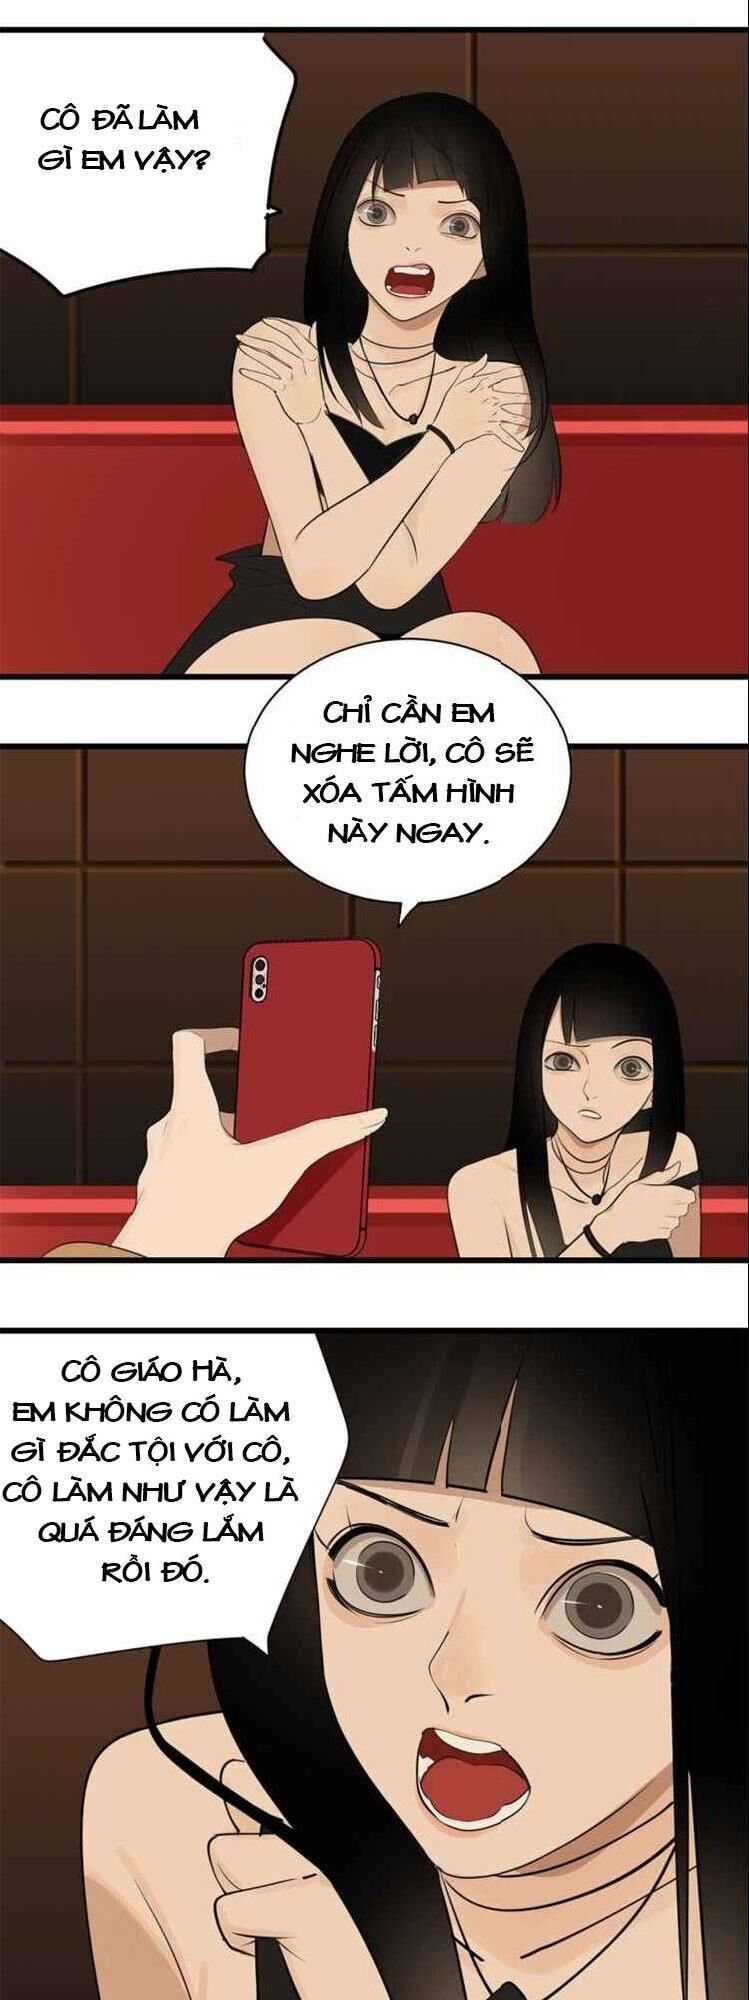 CÔ ĐÃ LÀM
GÌ EM VẬY?
CHỈ CẦN EM
NGHE LỜI, CÔ SẼ
XÓA TẤM HÌNH
NÀY NGAY.
CÔ GIÁO HÀ,
EM KHÔNG CÓ LÀM
GÌ ĐẮC TỘI VỚI CÔ,
CÔ LÀM NHƯ VẬY LÀ
QUÁ ĐÁNG LẮM
RỒI ĐÓ.